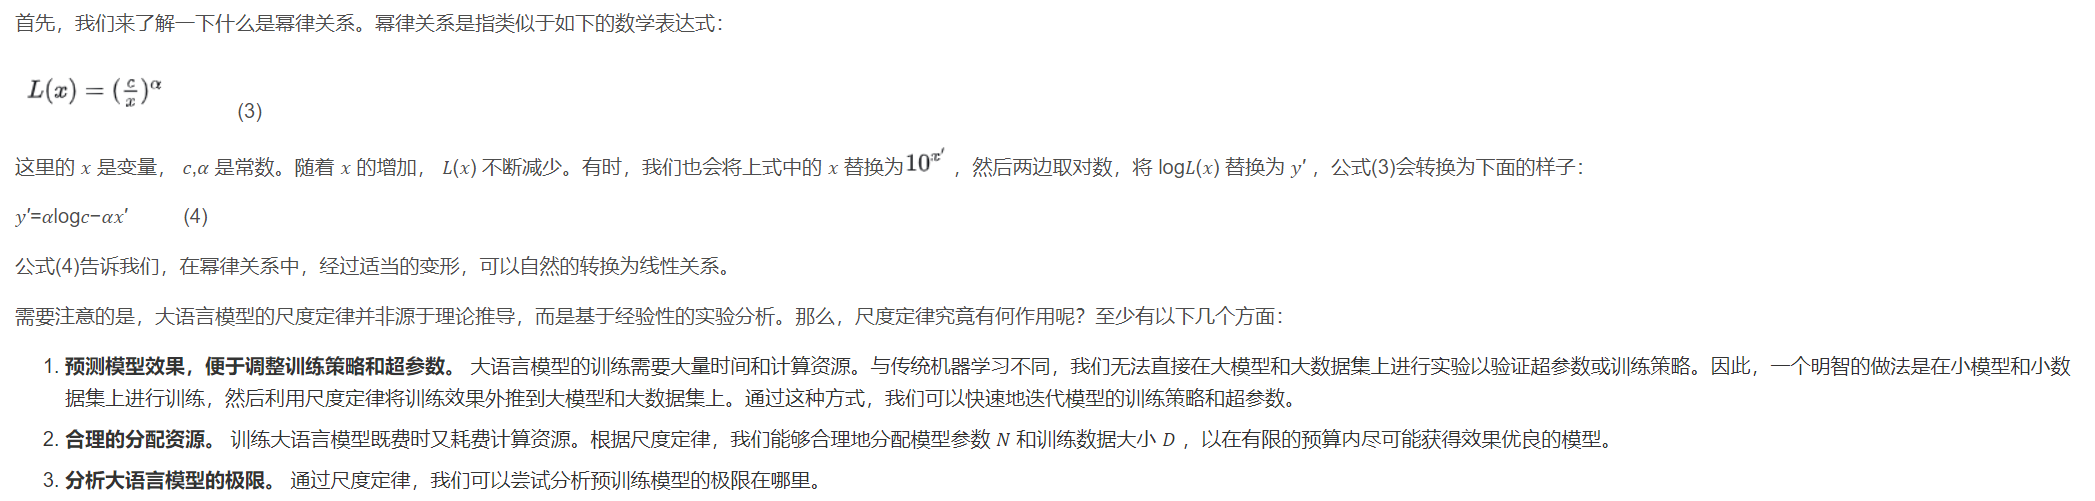 首先，我们来了解一下什么是幂律关系。幂律关系是指类似于如下的数学表达式：
L(x) = (c/x)^α
(3)
这里的 x 是变量， c,α 是常数。随着 x 的增加， L(x) 不断减少。有时，我们也会将上式中的 x 替换为 10^x′ ，然后两边取对数，将 logL(x) 替换为 y′ ，公式(3)会转换为下面的样子：
y′=αlogc−αx′ (4)
公式(4)告诉我们，在幂律关系中，经过适当的变形，可以自然的转换为线性关系。
需要注意的是，大语言模型的尺度定律并非源于理论推导，而是基于经验性的实验分析。那么，尺度定律究竟有何作用呢？至少有以下几个方面：
1. 预测模型效果，便于调整训练策略和超参数。 大语言模型的训练需要大量时间和计算资源。与传统机器学习不同，我们无法直接在大模型和大数据集上进行实验以验证超参数或训练策略。因此，一个明智的做法是在小模型和小数
据集上进行训练，然后利用尺度定律将训练效果外推到大模型和大数据集上。通过这种方式，我们可以快速地迭代模型的训练策略和超参数。
2. 合理的分配资源。 训练大语言模型既费时又耗费计算资源。根据尺度定律，我们能够合理地分配模型参数 N 和训练数据大小 D ，以在有限的预算内尽可能获得效果优良的模型。
3. 分析大语言模型的极限。 通过尺度定律，我们可以尝试分析预训练模型的极限在哪里。